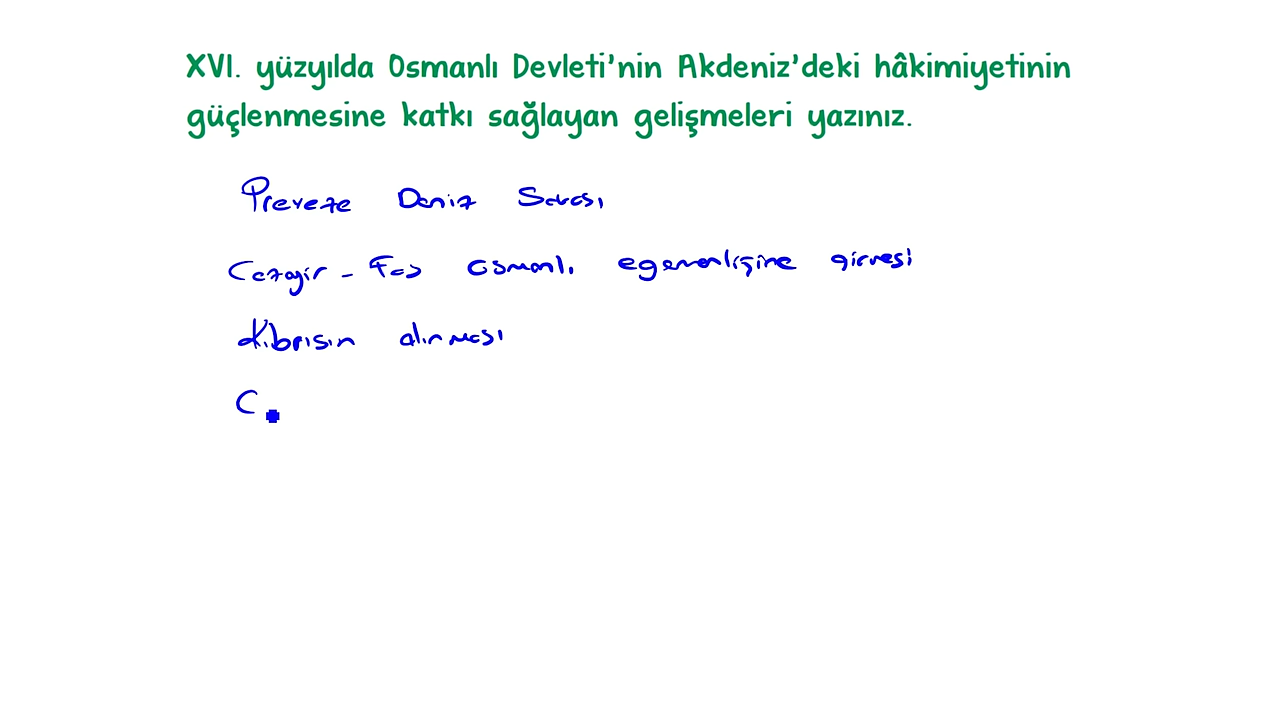 XVI. yüzyılda Osmanlı Devleti'nin Akdeniz'deki hâkimiyetinin
güçlenmesine katkı sağlayan gelişmeleri yazınız.
Preveze Deniz Savası
Cezayir - Fas Osmanlı egemenliğine girmesi
Kıbrısın alınması
C